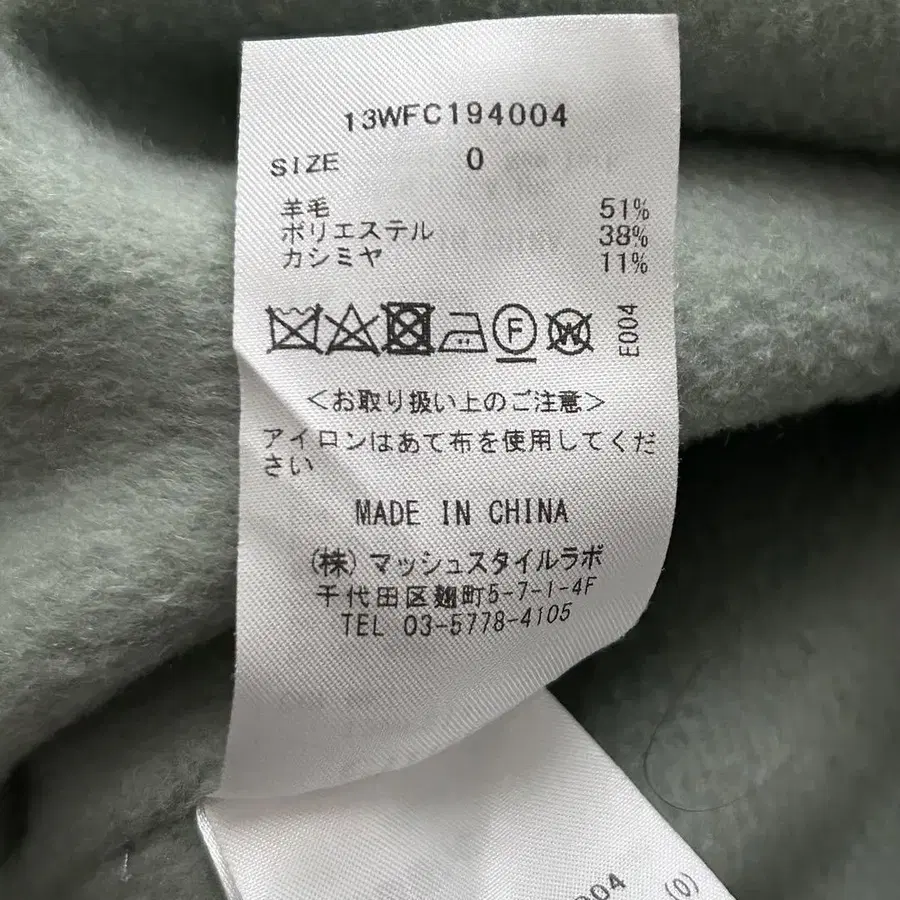 13WFC194004
SIZE 0
羊毛 51%
ポリエステル 38%
カシミヤ 11%
F W E004
<お取り扱い上のご注意>
アイロンはあて布を使用してくだ
さい
MADE IN CHINA
(株)マッシュスタイルラボ
千代田区麹町5-7-1-4F
TEL 03-5778-4105
004 (0)